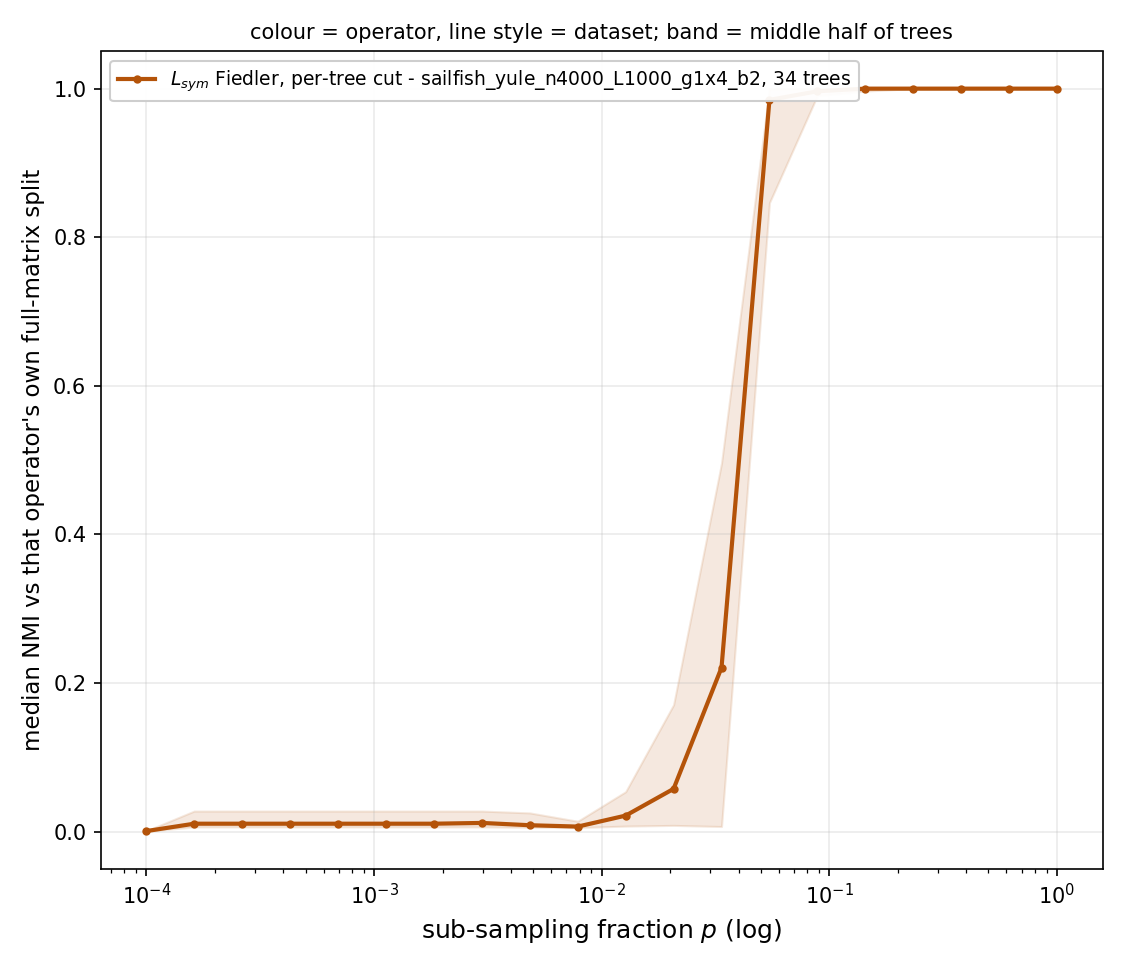 colour = operator, line style = dataset; band = middle half of trees
L_sym Fiedler, per-tree cut - sailfish_yule_n4000_L1000_g1x4_b2, 34 trees
median NMI vs that operator's own full-matrix split
1.0
0.8
0.6
0.4
0.2
0.0
10⁻⁴
10⁻³
10⁻²
10⁻¹
10⁰
sub-sampling fraction p (log)